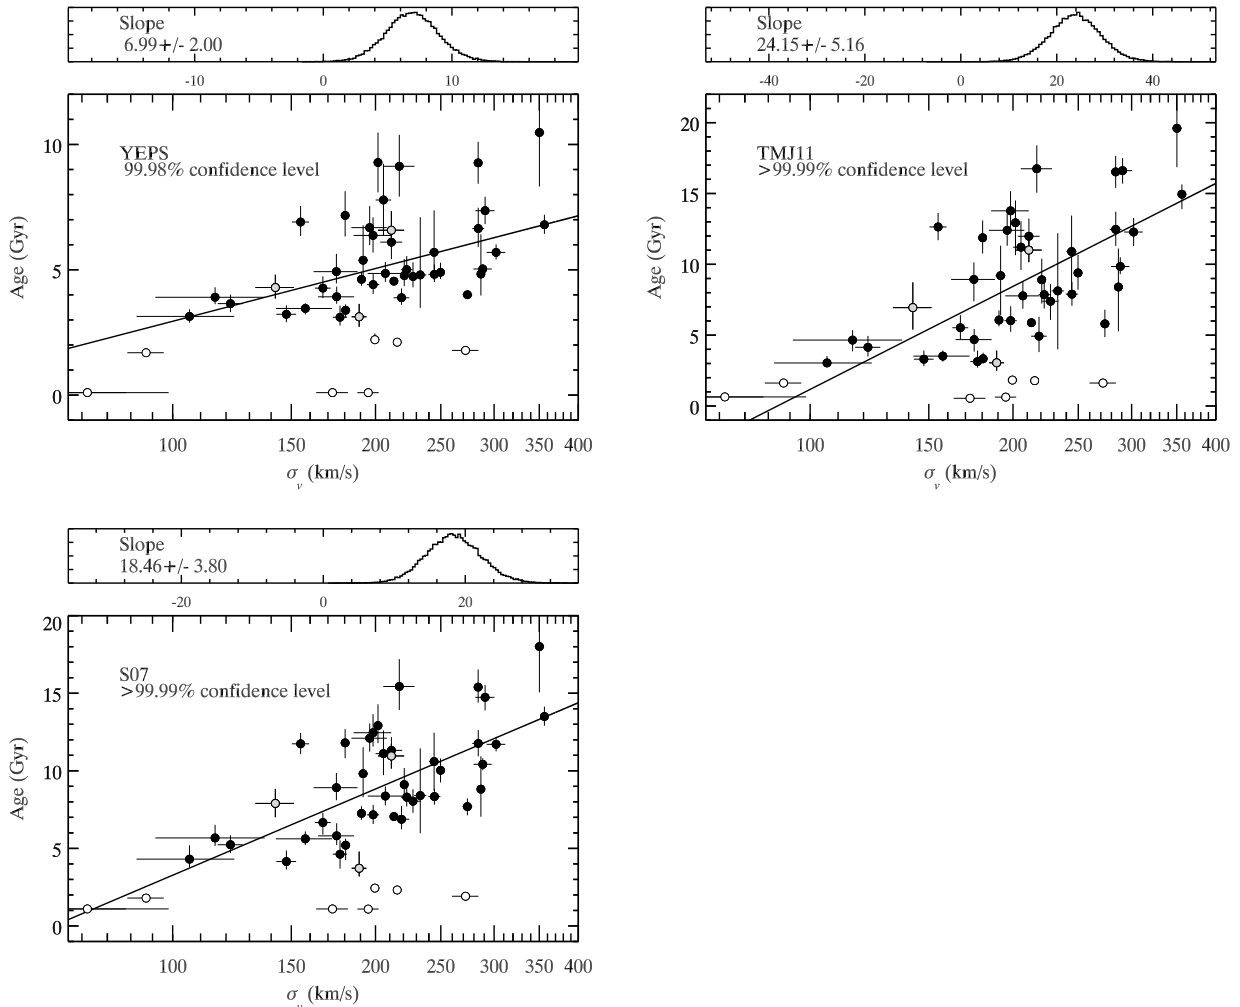 Slope
6.99+/- 2.00
-10 0 10
YEPS
99.98% confidence level
Age (Gyr)
10
5
0
100 150 200 250 300 350 400
σv (km/s)
Slope
24.15+/- 5.16
-40 -20 0 20 40
TMJ11
>99.99% confidence level
Age (Gyr)
20
15
10
5
0
100 150 200 250 300 350 400
σv (km/s)
Slope
18.46+/- 3.80
-20 0 20
S07
>99.99% confidence level
Age (Gyr)
20
15
10
5
0
100 150 200 250 300 350 400
σv (km/s)